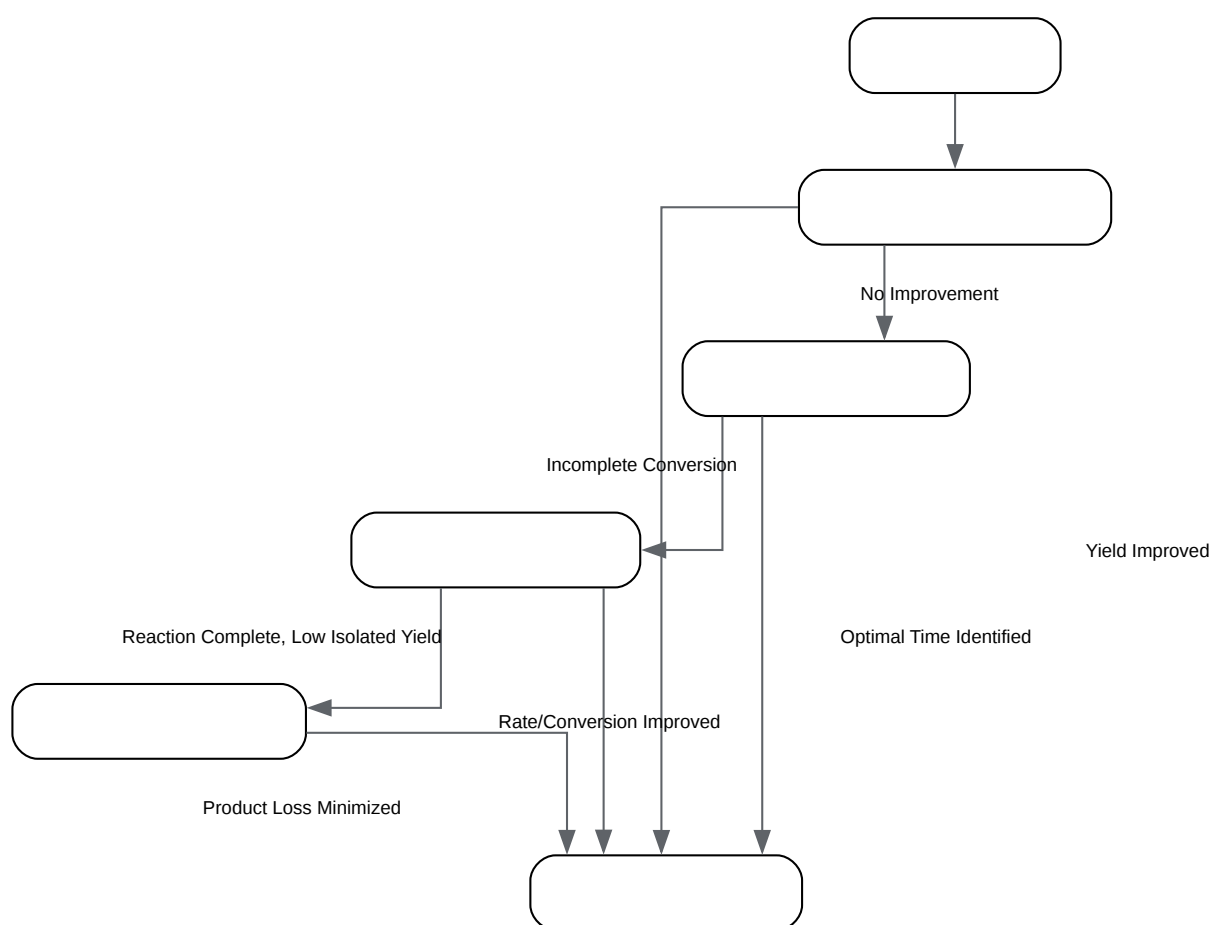 No Improvement
Incomplete Conversion
Yield Improved
Reaction Complete, Low Isolated Yield
Optimal Time Identified
Rate/Conversion Improved
Product Loss Minimized